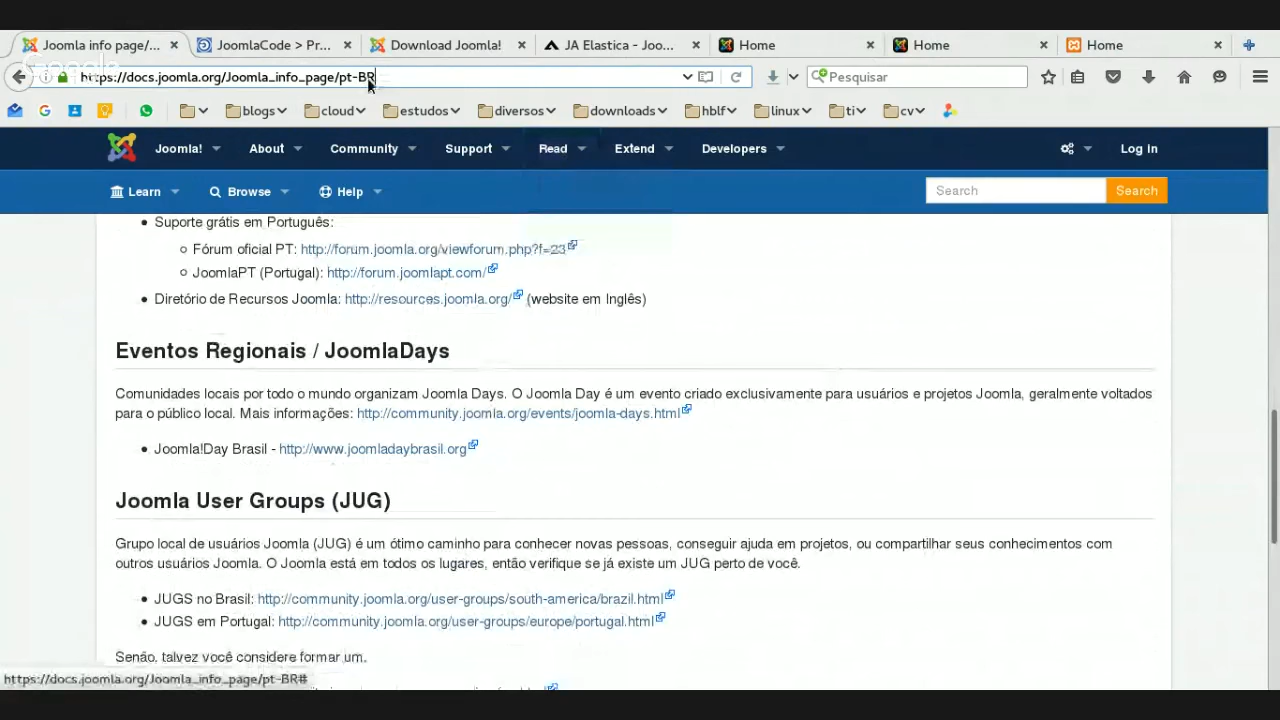 Joomla info page/...
JoomlaCode > Pr...
Download Joomla!
JA Elastica - Joo...
Home
Home
Home
Google
https://docs.joomla.org/Joomla_info_page/pt-BR
Pesquisar
blogs
cloud
estudos
diversos
downloads
hblf
linux
ti
cv
Joomla!
About
Community
Support
Read
Extend
Developers
Log in
Learn
Browse
Help
Search
Search
• Suporte grátis em Português:
Fórum oficial PT: http://forum.joomla.org/viewforum.php?f=23
JoomlaPT (Portugal): http://forum.joomlapt.com/
• Diretório de Recursos Joomla: http://resources.joomla.org/ (website em Inglês)
Eventos Regionais / JoomlaDays
Comunidades locais por todo o mundo organizam Joomla Days. O Joomla Day é um evento criado exclusivamente para usuários e projetos Joomla, geralmente voltados
para o público local. Mais informações: http://community.joomla.org/events/joomla-days.html
• Joomla!Day Brasil - http://www.joomladaybrasil.org
Joomla User Groups (JUG)
Grupo local de usuários Joomla (JUG) é um ótimo caminho para conhecer novas pessoas, conseguir ajuda em projetos, ou compartilhar seus conhecimentos com
outros usuários Joomla. O Joomla está em todos os lugares, então verifique se já existe um JUG perto de você.
• JUGS no Brasil: http://community.joomla.org/user-groups/south-america/brazil.html
• JUGS em Portugal: http://community.joomla.org/user-groups/europe/portugal.html
Senão, talvez você considere formar um.
https://docs.joomla.org/Joomla_info_page/pt-BR#